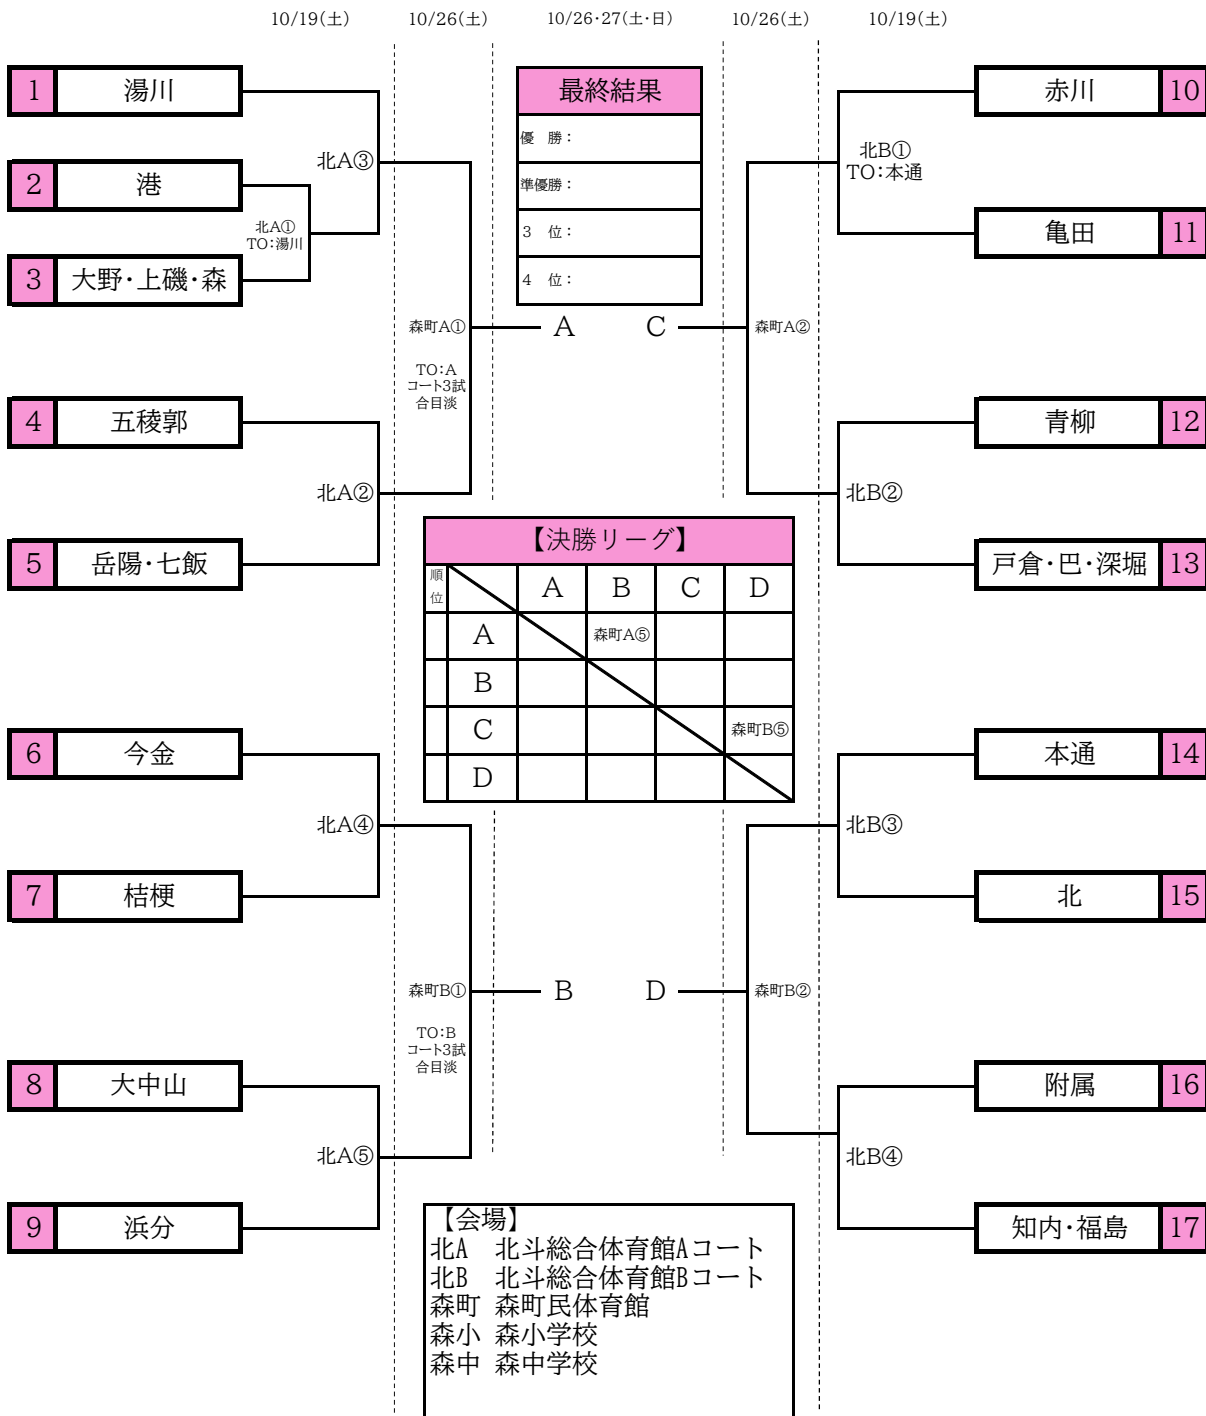 10/19(土)
10/26(土)
10/26・27(土・日)
10/26(土)
10/19(土)
1 湯川
2 港
3 大野・上磯・森
4 五稜郭
5 岳陽・七飯
6 今金
7 桔梗
8 大中山
9 浜分
北A③
北A①
TO:湯川
北A②
北A④
北A⑤
森町A①
TO:A
コート3試
合目淡
森町B①
TO:B
コート3試
合目淡
最終結果
優 勝：
準優勝：
3 位：
4 位：
A C
【決勝リーグ】
順位 A B C D
A 森町A⑤
B
C 森町B⑤
D
B D
森町A②
森町B②
北B①
TO:本通
北B②
北B③
北B④
赤川 10
亀田 11
青柳 12
戸倉・巴・深堀 13
本通 14
北 15
附属 16
知内・福島 17
【会場】
北A 北斗総合体育館Aコート
北B 北斗総合体育館Bコート
森町 森町民体育館
森小 森小学校
森中 森中学校